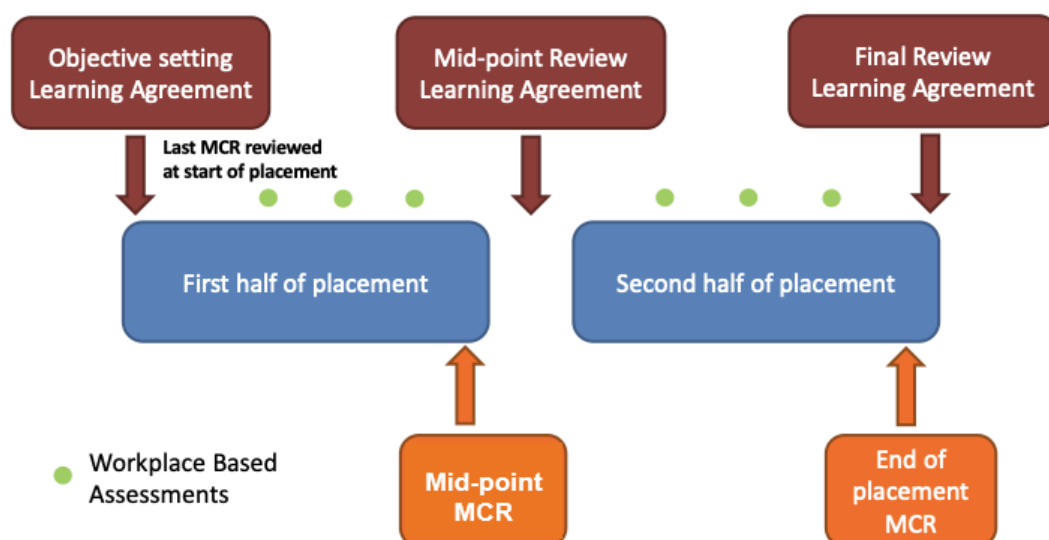 Objective setting
Learning Agreement
Mid-point Review
Learning Agreement
Final Review
Learning Agreement
Last MCR reviewed
at start of placement
First half of placement
Second half of placement
Workplace Based
Assessments
Mid-point
MCR
End of
placement
MCR